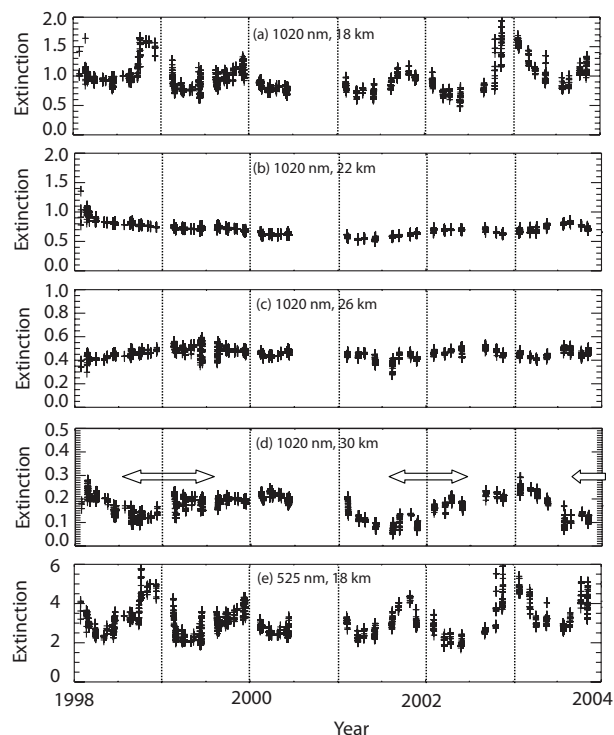 (a) 1020 nm, 18 km
Extinction
2.0
1.5
1.0
0.5
0.0
(b) 1020 nm, 22 km
Extinction
2.0
1.5
1.0
0.5
0.0
(c) 1020 nm, 26 km
Extinction
1.0
0.8
0.6
0.4
0.2
0.0
(d) 1020 nm, 30 km
Extinction
0.5
0.4
0.3
0.2
0.1
0.0
(e) 525 nm, 18 km
Extinction
6
4
2
0
1998
2000
2002
2004
Year